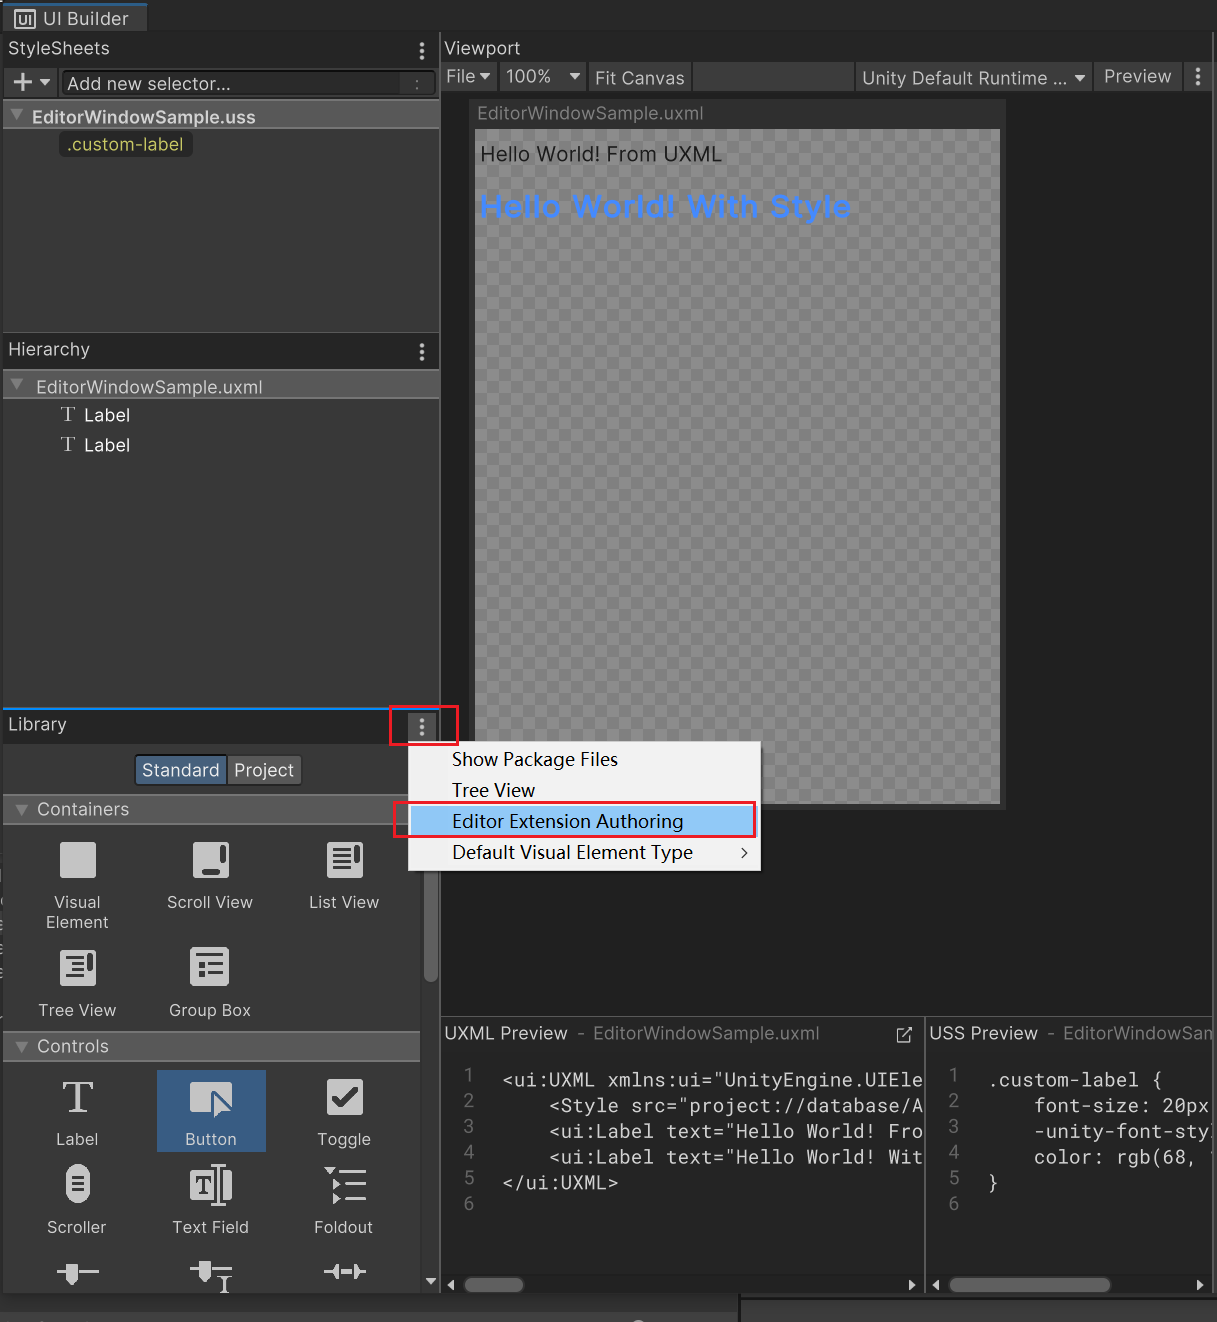 UI Builder
StyleSheets
Add new selector...
EditorWindowSample.uss
.custom-label
Hierarchy
EditorWindowSample.uxml
Label
Label
Library
Standard Project
Containers
Visual Element
Scroll View
List View
Tree View
Group Box
Controls
Label
Button
Toggle
Scroller
Text Field
Foldout
Viewport
File 100% Fit Canvas Unity Default Runtime ... Preview
EditorWindowSample.uxml
Hello World! From UXML
Hello World! With Style
Show Package Files
Tree View
Editor Extension Authoring
Default Visual Element Type
UXML Preview - EditorWindowSample.uxml
1 <ui:UXML xmlns:ui="UnityEngine.UIEle
2 <Style src="project://database/A
3 <ui:Label text="Hello World! Fro
4 <ui:Label text="Hello World! Wit
5 </ui:UXML>
6
USS Preview - EditorWindowSam
1 .custom-label {
2 font-size: 20px
3 -unity-font-sty
4 color: rgb(68,
5 }
6